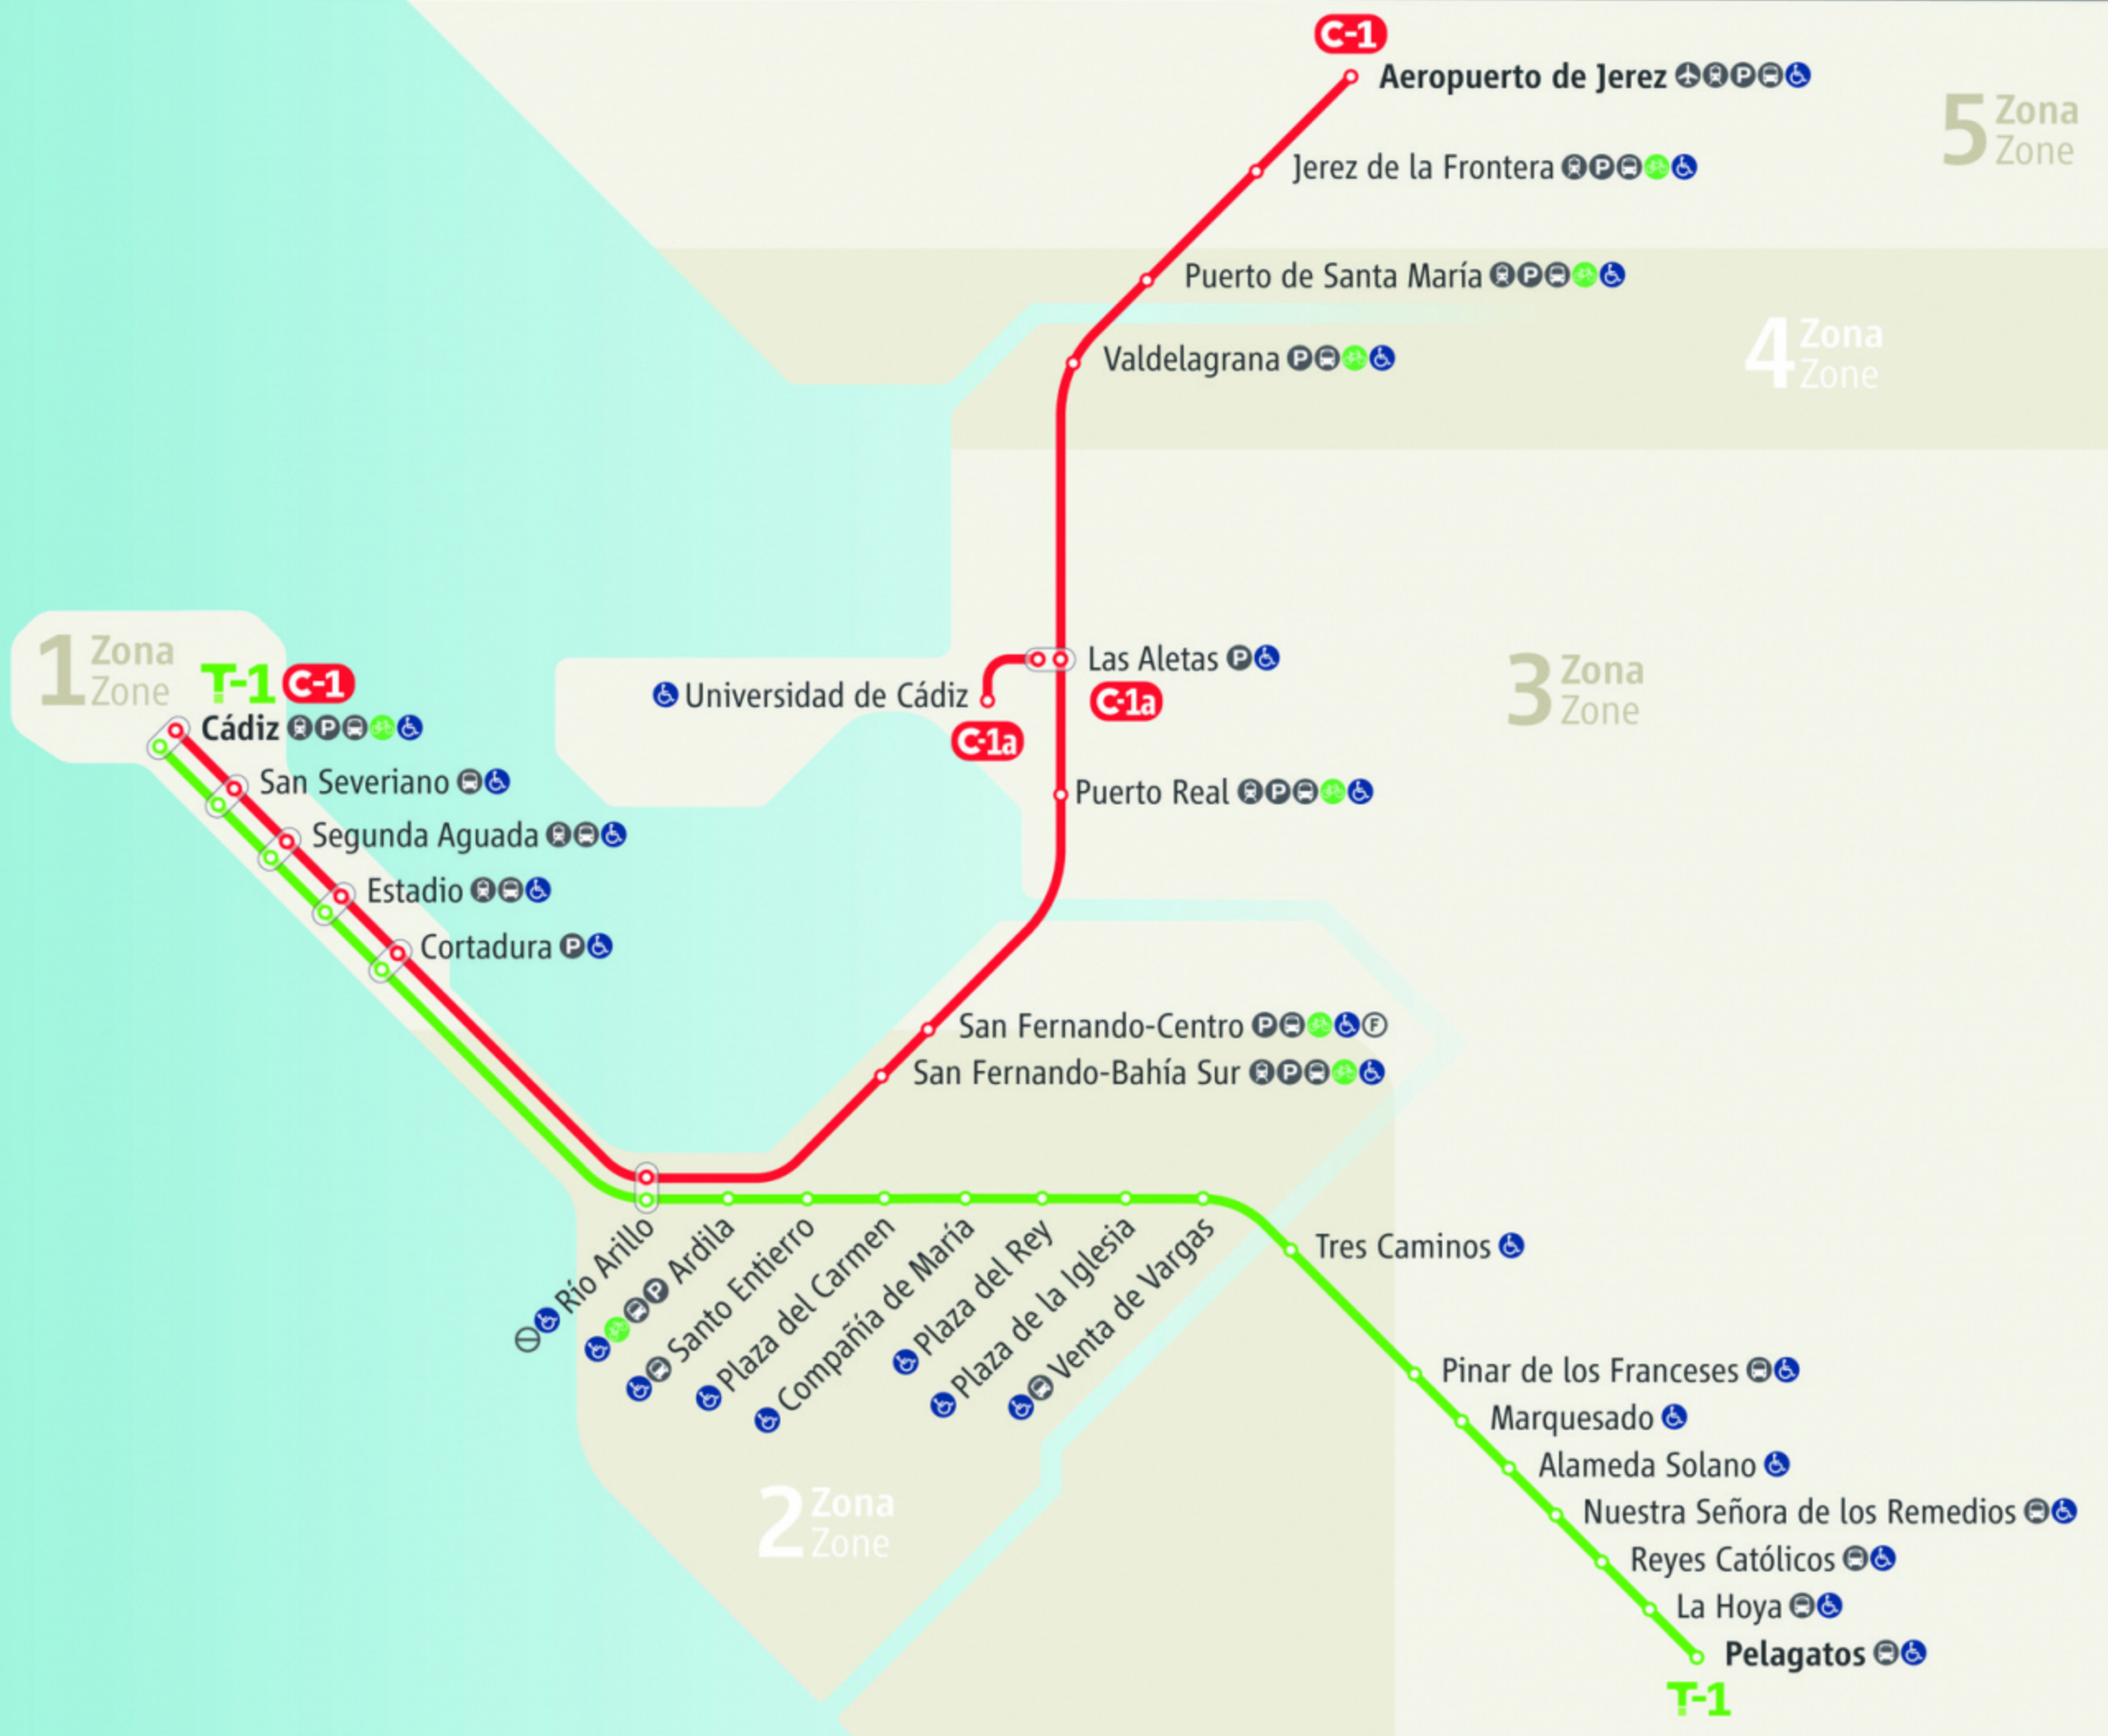 C-1
Aeropuerto de Jerez P
5 Zona
Zone
Jerez de la Frontera P
Puerto de Santa María P
4 Zona
Zone
Valdelagrana P
1 Zona
Zone
T-1 C-1
Cádiz P
San Severiano
Segunda Aguada
Estadio
Cortadura P
Las Aletas P
C-1a
Universidad de Cádiz
C-1a
3 Zona
Zone
Puerto Real P
San Fernando-Centro P F
San Fernando-Bahía Sur P
Río Arillo
P Ardila
Santo Entierro
Plaza del Carmen
Compañía de María
Plaza del Rey
Plaza de la Iglesia
Venta de Vargas
Tres Caminos
Pinar de los Franceses
Marquesado
Alameda Solano
Nuestra Señora de los Remedios
Reyes Católicos
La Hoya
Pelagatos
T-1
2 Zona
Zone